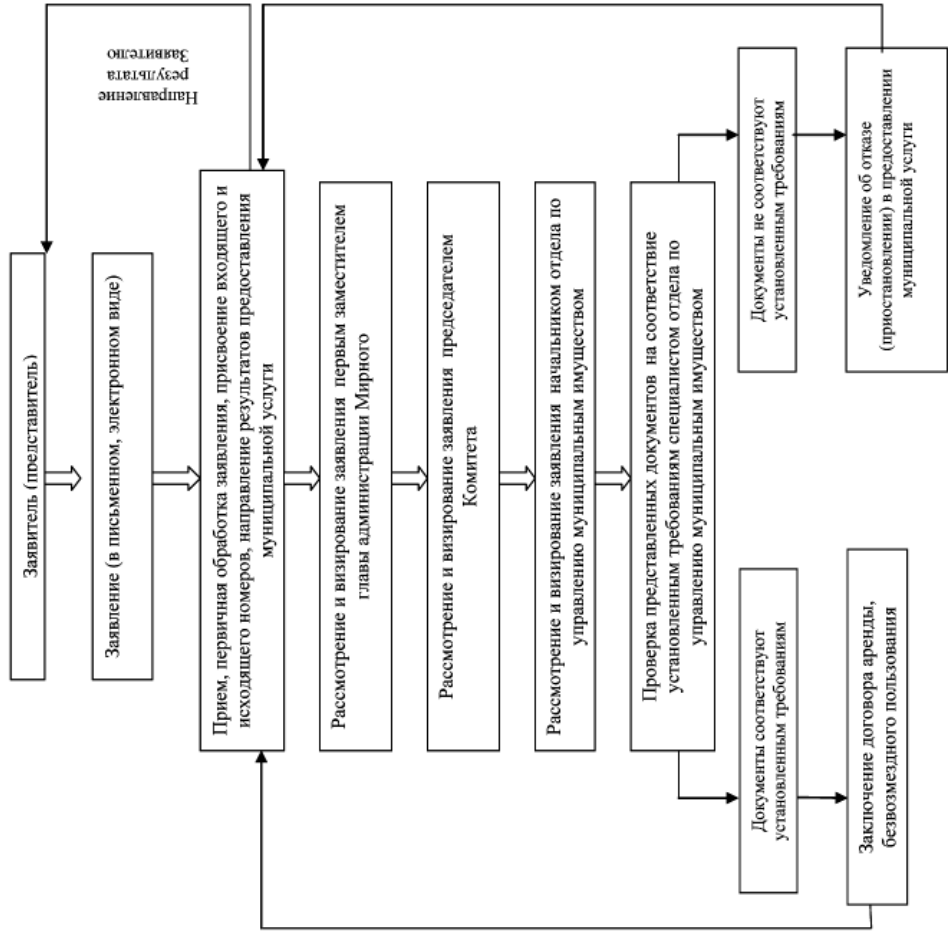 Заявитель (представитель)
Заявление (в письменном, электронном виде)
Прием, первичная обработка заявления, присвоение входящего и
исходящего номеров, направление результатов предоставления
муниципальной услуги
Направление
результата
Заявителю
Рассмотрение и визирование заявления первым заместителем
главы администрации Мирного
Рассмотрение и визирование заявления председателем
Комитета
Рассмотрение и визирование заявления начальником отдела по
управлению муниципальным имуществом
Проверка представленных документов на соответствие
установленным требованиям специалистом отдела по
управлению муниципальным имуществом
Документы соответствуют
установленным требованиям
Документы не соответствуют
установленным требованиям
Заключение договора аренды,
безвозмездного пользования
Уведомление об отказе
(приостановлении) в предоставлении
муниципальной услуги